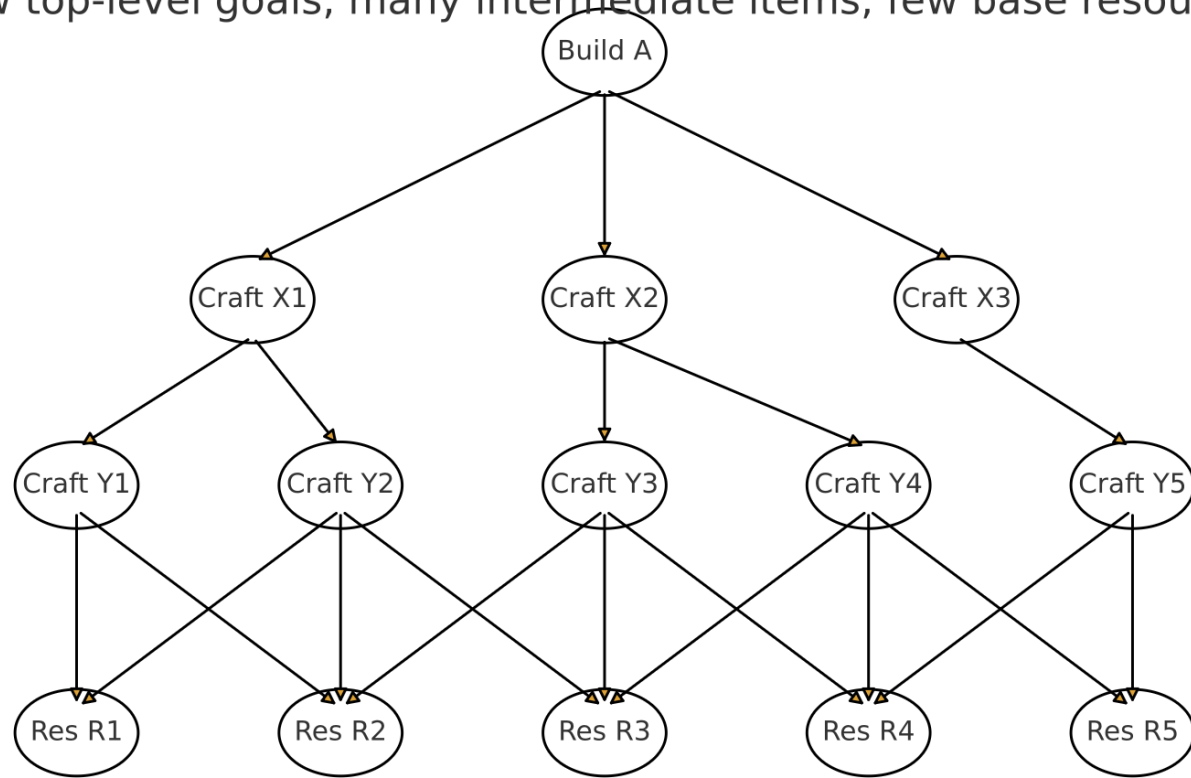 top-level goals, many intermediate items, few base
Build A
Craft X1 Craft X2 Craft X3
Craft Y1 Craft Y2 Craft Y3 Craft Y4 Craft Y5
Res R1 Res R2 Res R3 Res R4 Res R5